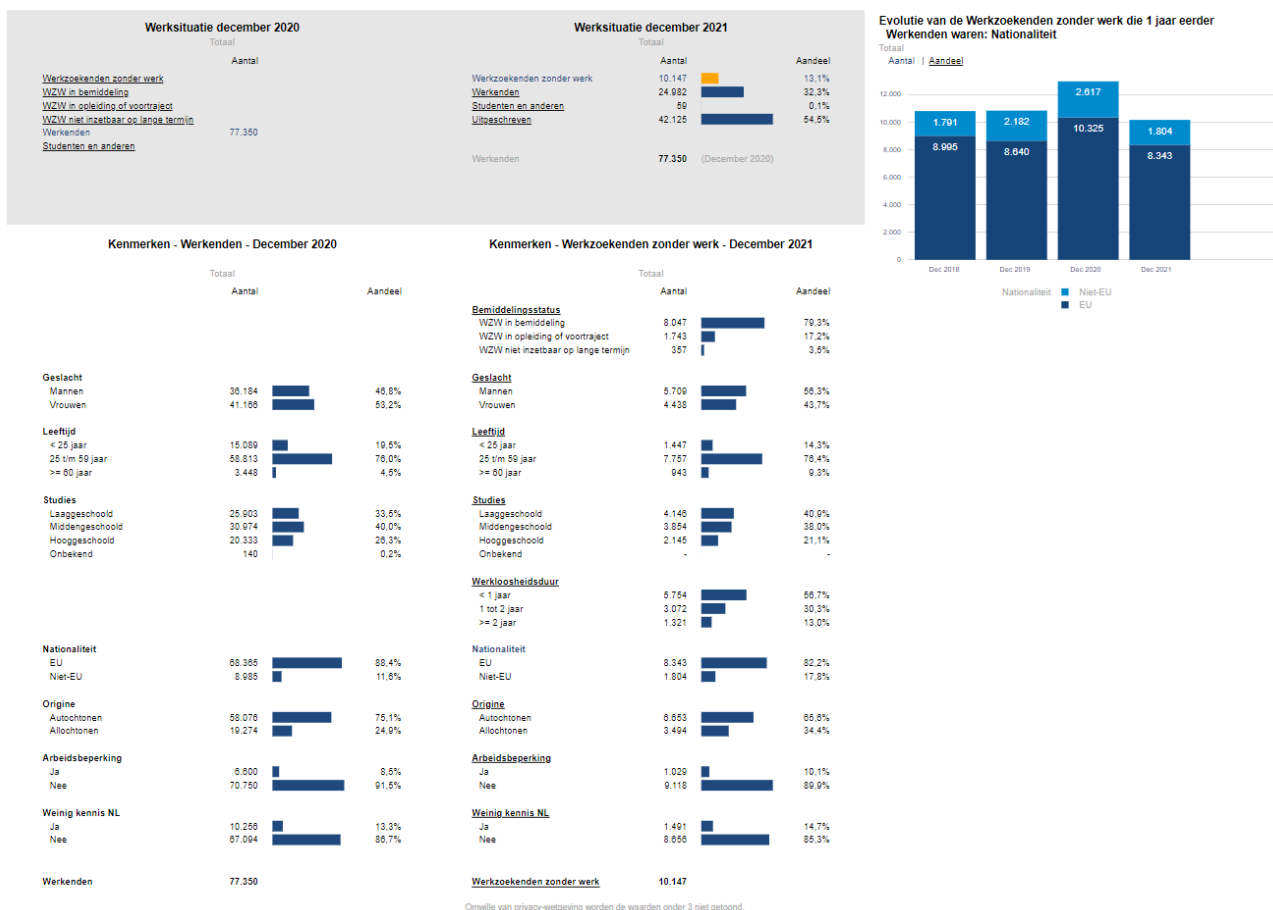 Werksituatie december 2020
Totaal
Aantal
Werkzoekenden zonder werk
WZW in bemiddeling
WZW in opleiding of voortraject
WZW niet inzetbaar op lange termijn
Werkenden 77.350
Studenten en anderen
Werksituatie december 2021
Totaal
Aantal Aandeel
Werkzoekenden zonder werk 10.147 13,1%
Werkenden 24.982 32,3%
Studenten en anderen 59 0,1%
Uitgeschreven 42.125 54,5%
Werkenden 77.350 (December 2020)
Evolutie van de Werkzoekenden zonder werk die 1 jaar eerder
Werkenden waren: Nationaliteit
Totaal
Aantal | Aandeel
12.000
10.000
8.000
6.000
4.000
2.000
0
1.791 2.182 2.617 1.804
8.995 8.640 10.325 8.343
Dec 2018 Dec 2019 Dec 2020 Dec 2021
Nationaliteit Niet-EU
EU
Kenmerken - Werkenden - December 2020
Totaal
Aantal Aandeel
Geslacht
Mannen 36.184 46,8%
Vrouwen 41.166 53,2%
Leeftijd
< 25 jaar 15.089 19,5%
25 t/m 59 jaar 58.813 76,0%
>= 60 jaar 3.448 4,5%
Studies
Laaggeschoold 25.903 33,5%
Middengeschoold 30.974 40,0%
Hooggeschoold 20.333 26,3%
Onbekend 140 0,2%
Nationaliteit
EU 68.365 88,4%
Niet-EU 8.985 11,6%
Origine
Autochtonen 58.076 75,1%
Allochtonen 19.274 24,9%
Arbeidsbeperking
Ja 6.600 8,5%
Nee 70.750 91,5%
Weinig kennis NL
Ja 10.256 13,3%
Nee 67.094 86,7%
Werkenden 77.350
Kenmerken - Werkzoekenden zonder werk - December 2021
Totaal
Aantal Aandeel
Bemiddelingsstatus
WZW in bemiddeling 8.047 79,3%
WZW in opleiding of voortraject 1.743 17,2%
WZW niet inzetbaar op lange termijn 357 3,5%
Geslacht
Mannen 5.709 56,3%
Vrouwen 4.438 43,7%
Leeftijd
< 25 jaar 1.447 14,3%
25 t/m 59 jaar 7.757 76,4%
>= 60 jaar 943 9,3%
Studies
Laaggeschoold 4.146 40,9%
Middengeschoold 3.854 38,0%
Hooggeschoold 2.145 21,1%
Onbekend - -
Werkloosheidsduur
< 1 jaar 5.754 56,7%
1 tot 2 jaar 3.072 30,3%
>= 2 jaar 1.321 13,0%
Nationaliteit
EU 8.343 82,2%
Niet-EU 1.804 17,8%
Origine
Autochtonen 6.653 65,6%
Allochtonen 3.494 34,4%
Arbeidsbeperking
Ja 1.029 10,1%
Nee 9.118 89,9%
Weinig kennis NL
Ja 1.491 14,7%
Nee 8.656 85,3%
Werkzoekenden zonder werk 10.147
Omwille van privacy-wetgeving worden de waarden onder 3 niet getoond.